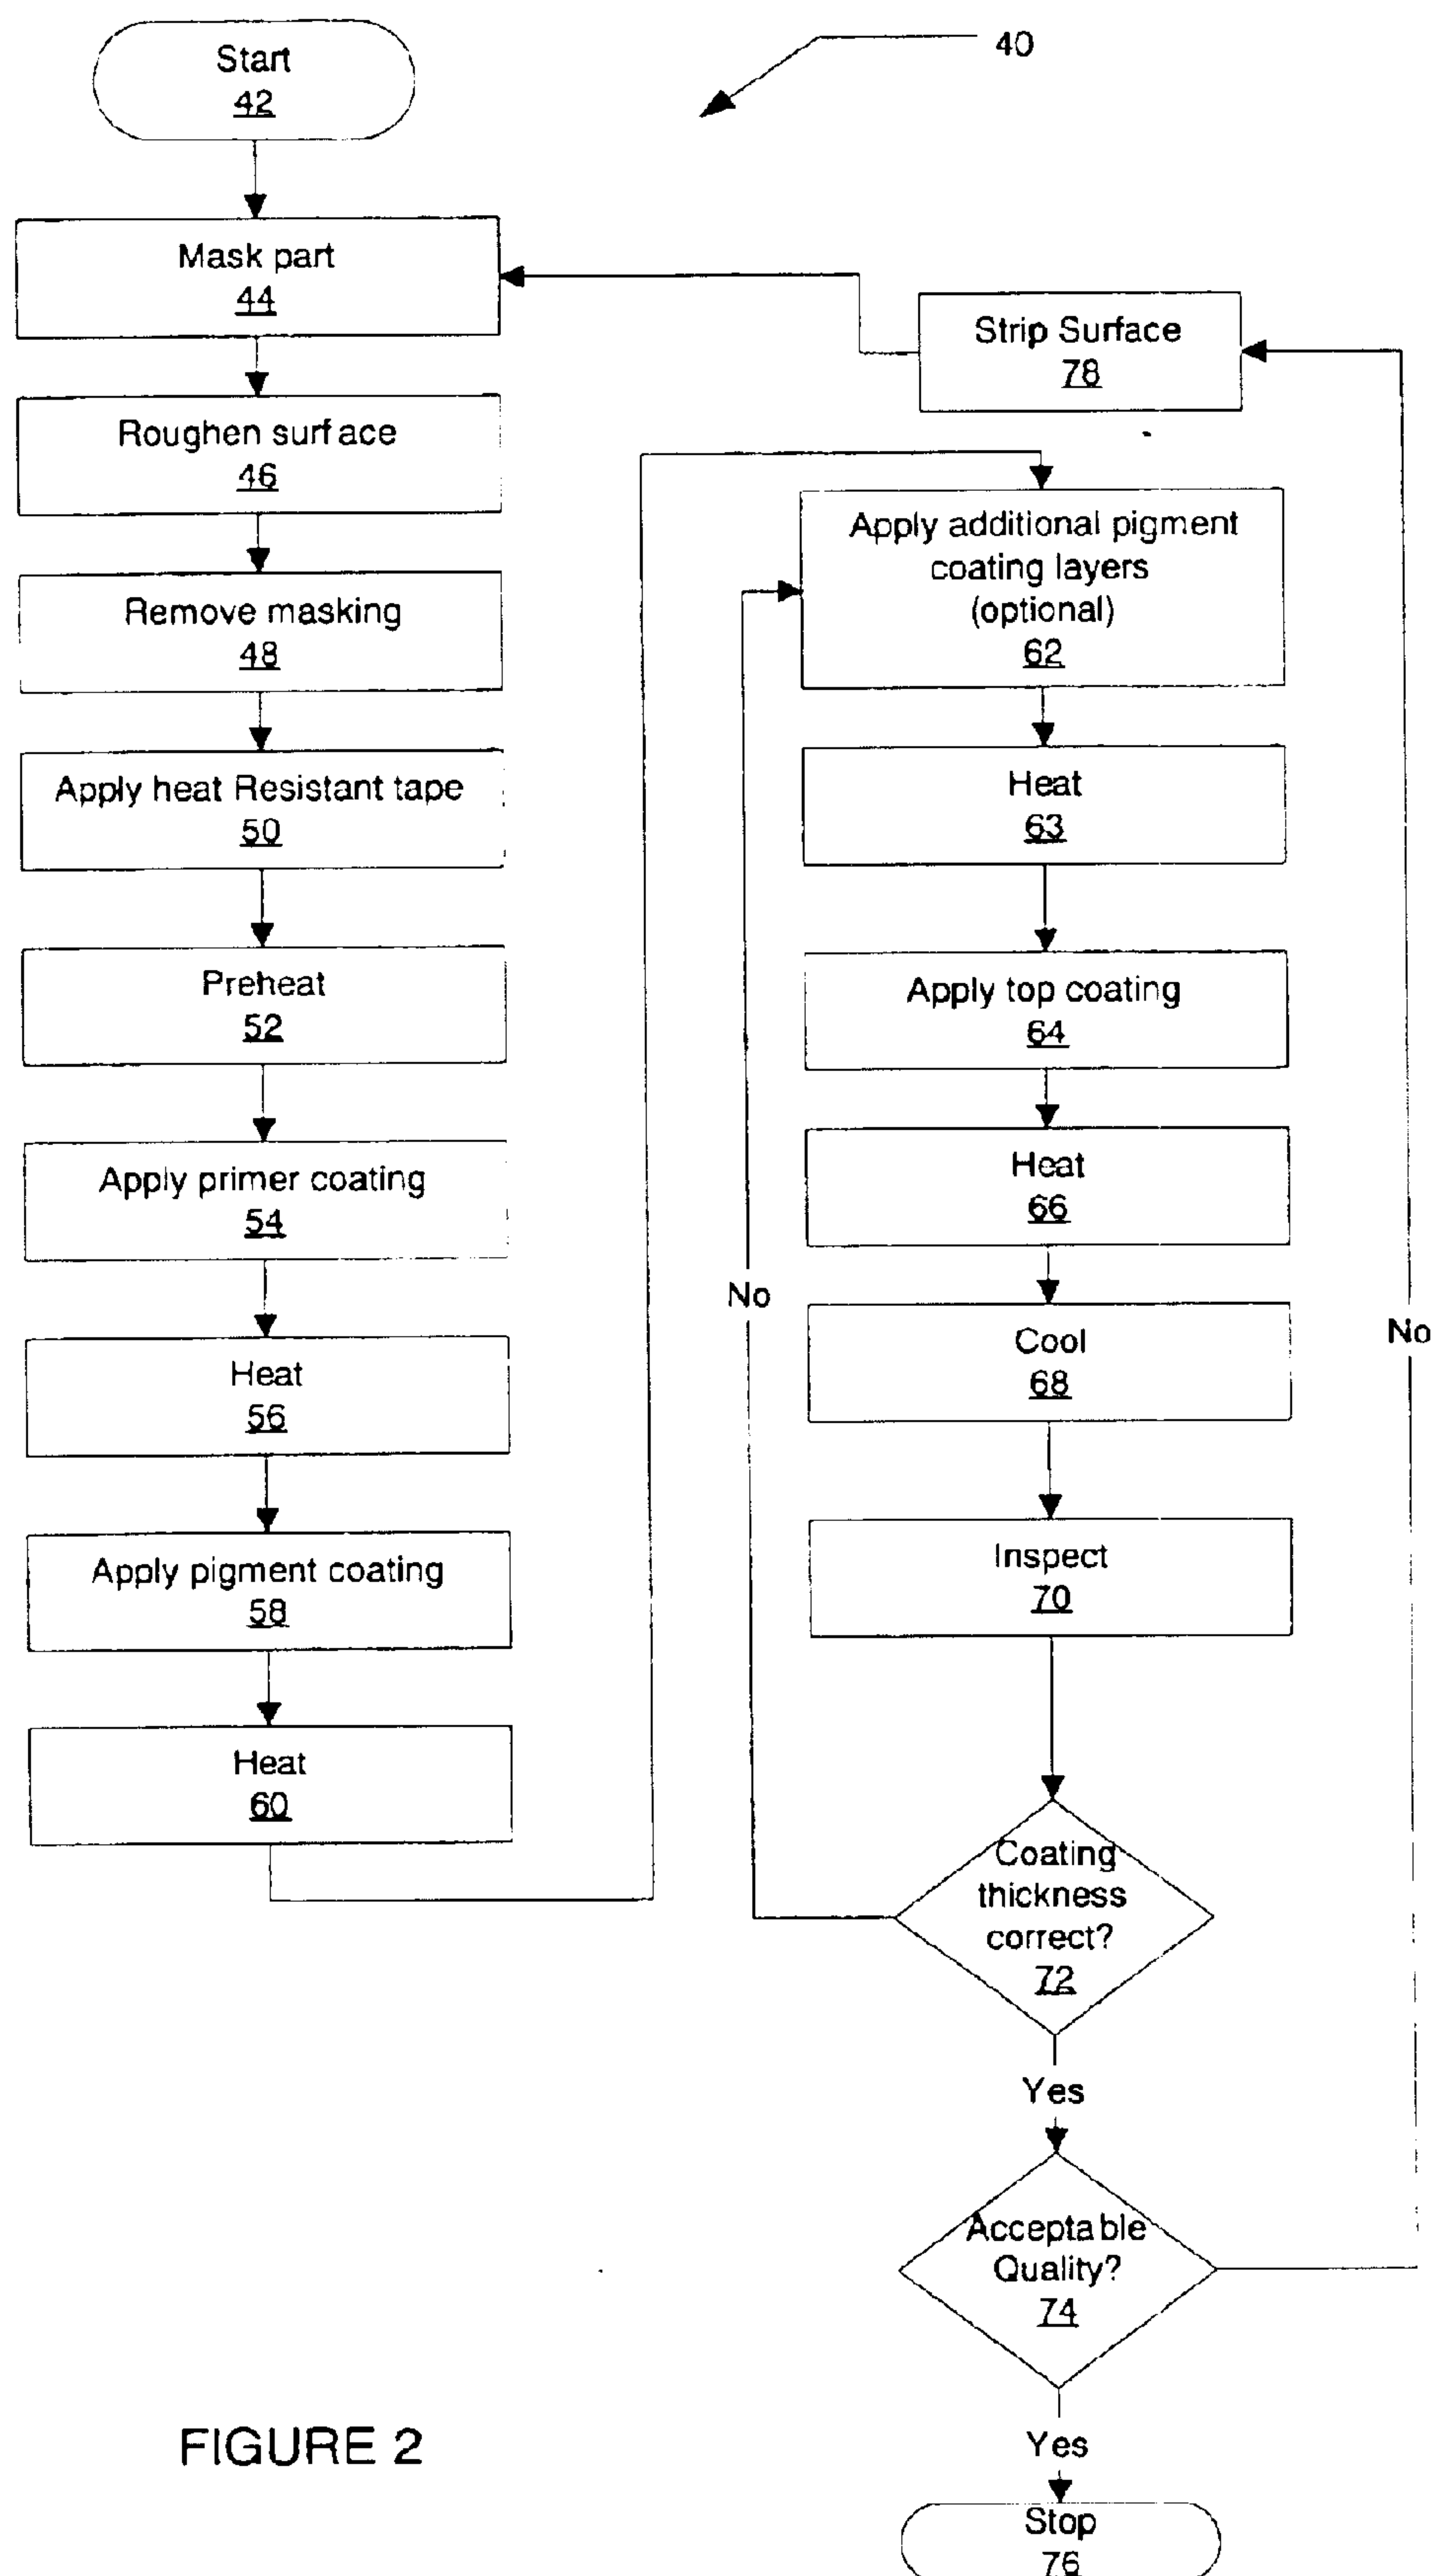 Start
42
40
Mask part
44
Roughen surface
46
Remove masking
48
Apply heat Resistant tape
50
Preheat
52
Apply primer coating
54
Heat
56
Apply pigment coating
58
Heat
60
Strip Surface
78
Apply additional pigment
coating layers
(optional)
62
Heat
63
Apply top coating
64
Heat
66
No
Cool
68
No
Inspect
70
Coating
thickness
correct?
72
Yes
Acceptable
Quality?
74
Yes
Stop
76
FIGURE 2